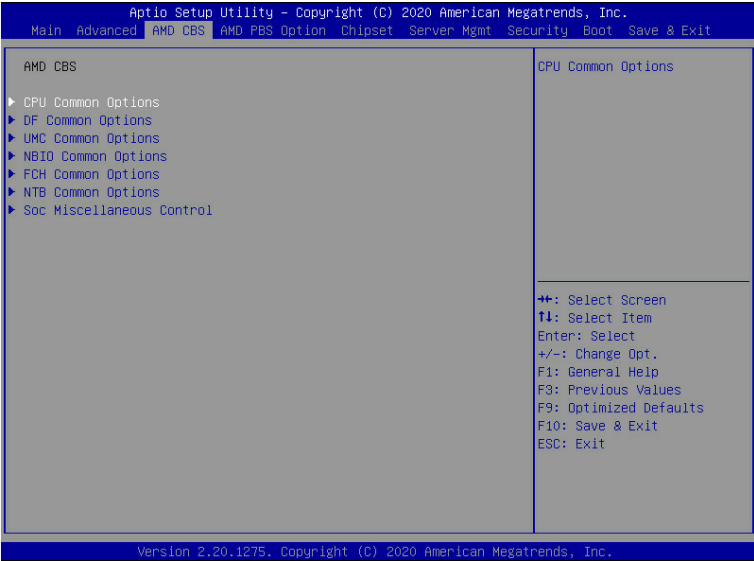 Aptio Setup Utility – Copyright (C) 2020 American Megatrends, Inc.
Main Advanced AMD CBS AMD PBS Option Chipset Server Mgmt Security Boot Save & Exit
AMD CBS
CPU Common Options
DF Common Options
UMC Common Options
NBIO Common Options
FCH Common Options
NTB Common Options
Soc Miscellaneous Control
CPU Common Options
→←: Select Screen
↑↓: Select Item
Enter: Select
+/-: Change Opt.
F1: General Help
F3: Previous Values
F9: Optimized Defaults
F10: Save & Exit
ESC: Exit
Version 2.20.1275. Copyright (C) 2020 American Megatrends, Inc.